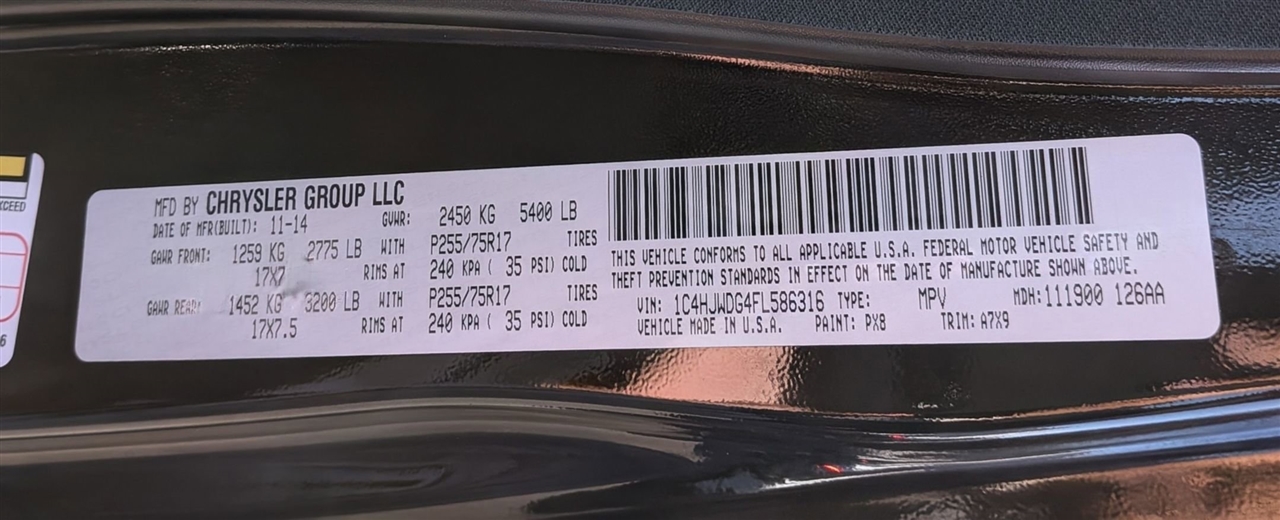 XCEED
6
MFD BY CHRYSLER GROUP LLC
DATE OF MFR(BUILT): 11-14 GVWR: 2450 KG 5400 LB
GAWR FRONT: 1259 KG 2775 LB WITH P255/75R17 TIRES
17X7 RIMS AT 240 KPA ( 35 PSI) COLD
GAWR REAR: 1452 KG 3200 LB WITH P255/75R17 TIRES
17X7.5 RIMS AT 240 KPA ( 35 PSI) COLD
THIS VEHICLE CONFORMS TO ALL APPLICABLE U.S.A. FEDERAL MOTOR VEHICLE SAFETY AND
THEFT PREVENTION STANDARDS IN EFFECT ON THE DATE OF MANUFACTURE SHOWN ABOVE.
VIN: 1C4HJWDG4FL586316 TYPE: MPV MDH: 111900 126AA
VEHICLE MADE IN U.S.A. PAINT: PX8 TRIM: A7X9